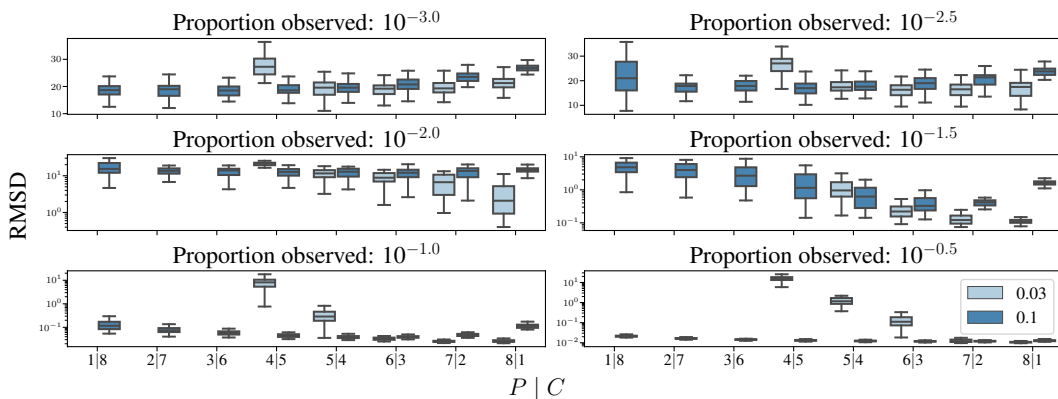 Proportion observed: 10^−3.0
Proportion observed: 10^−2.5
30
20
10
30
20
10
Proportion observed: 10^−2.0
Proportion observed: 10^−1.5
10^1
10^0
10^1
10^0
10^−1
RMSD
Proportion observed: 10^−1.0
Proportion observed: 10^−0.5
10^1
10^−1
10^1
10^0
10^−1
10^−2
0.03
0.1
1|8 2|7 3|6 4|5 5|4 6|3 7|2 8|1
1|8 2|7 3|6 4|5 5|4 6|3 7|2 8|1
P | C